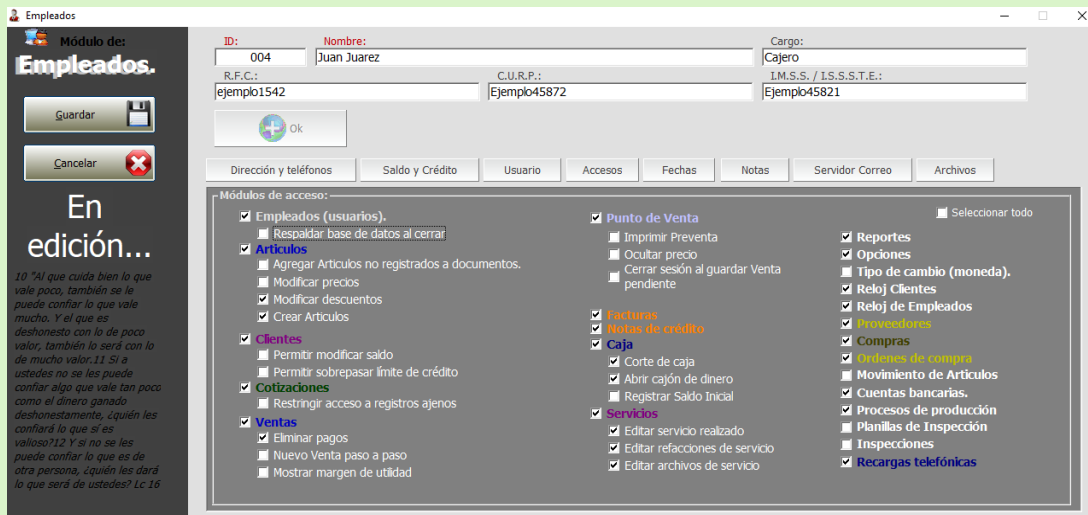 Empleados
Módulo de:
Empleados.
Guardar
Cancelar
En
edición...
10 "Al que cuida bien lo que
vale poco, también se le
puede confiar lo que vale
mucho. Y el que es
deshonesto con lo de poco
valor, también lo será con lo
de mucho valor.11 Si a
ustedes no se les puede
confiar algo que vale tan poco
como el dinero ganado
deshonestamente, ¿quién les
confiará lo que sí es
valioso?12 Y si no se les
puede confiar lo que es de
otra persona, ¿quién les dará
lo que será de ustedes? Lc 16
ID:
Nombre:
Cargo:
004
Juan Juarez
Cajero
R.F.C.:
C.U.R.P.:
I.M.S.S. / I.S.S.S.T.E.:
ejemplo1542
Ejemplo45872
Ejemplo45821
Ok
Dirección y teléfonos
Saldo y Crédito
Usuario
Accesos
Fechas
Notas
Servidor Correo
Archivos
Módulos de acceso:
Empleados (usuarios).
Respaldar base de datos al cerrar
Articulos
Agregar Articulos no registrados a documentos.
Modificar precios
Modificar descuentos
Crear Articulos
Clientes
Permitir modificar saldo
Permitir sobrepasar límite de crédito
Cotizaciones
Restringir acceso a registros ajenos
Ventas
Eliminar pagos
Nuevo Venta paso a paso
Mostrar margen de utilidad
Punto de Venta
Imprimir Preventa
Ocultar precio
Cerrar sesión al guardar Venta
pendiente
Facturas
Notas de crédito
Caja
Corte de caja
Abrir cajón de dinero
Registrar Saldo Inicial
Servicios
Editar servicio realizado
Editar refacciones de servicio
Editar archivos de servicio
Seleccionar todo
Reportes
Opciones
Tipo de cambio (moneda).
Reloj Clientes
Reloj de Empleados
Proveedores
Compras
Ordenes de compra
Movimiento de Articulos
Cuentas bancarias.
Procesos de producción
Planillas de Inspección
Inspecciones
Recargas telefónicas